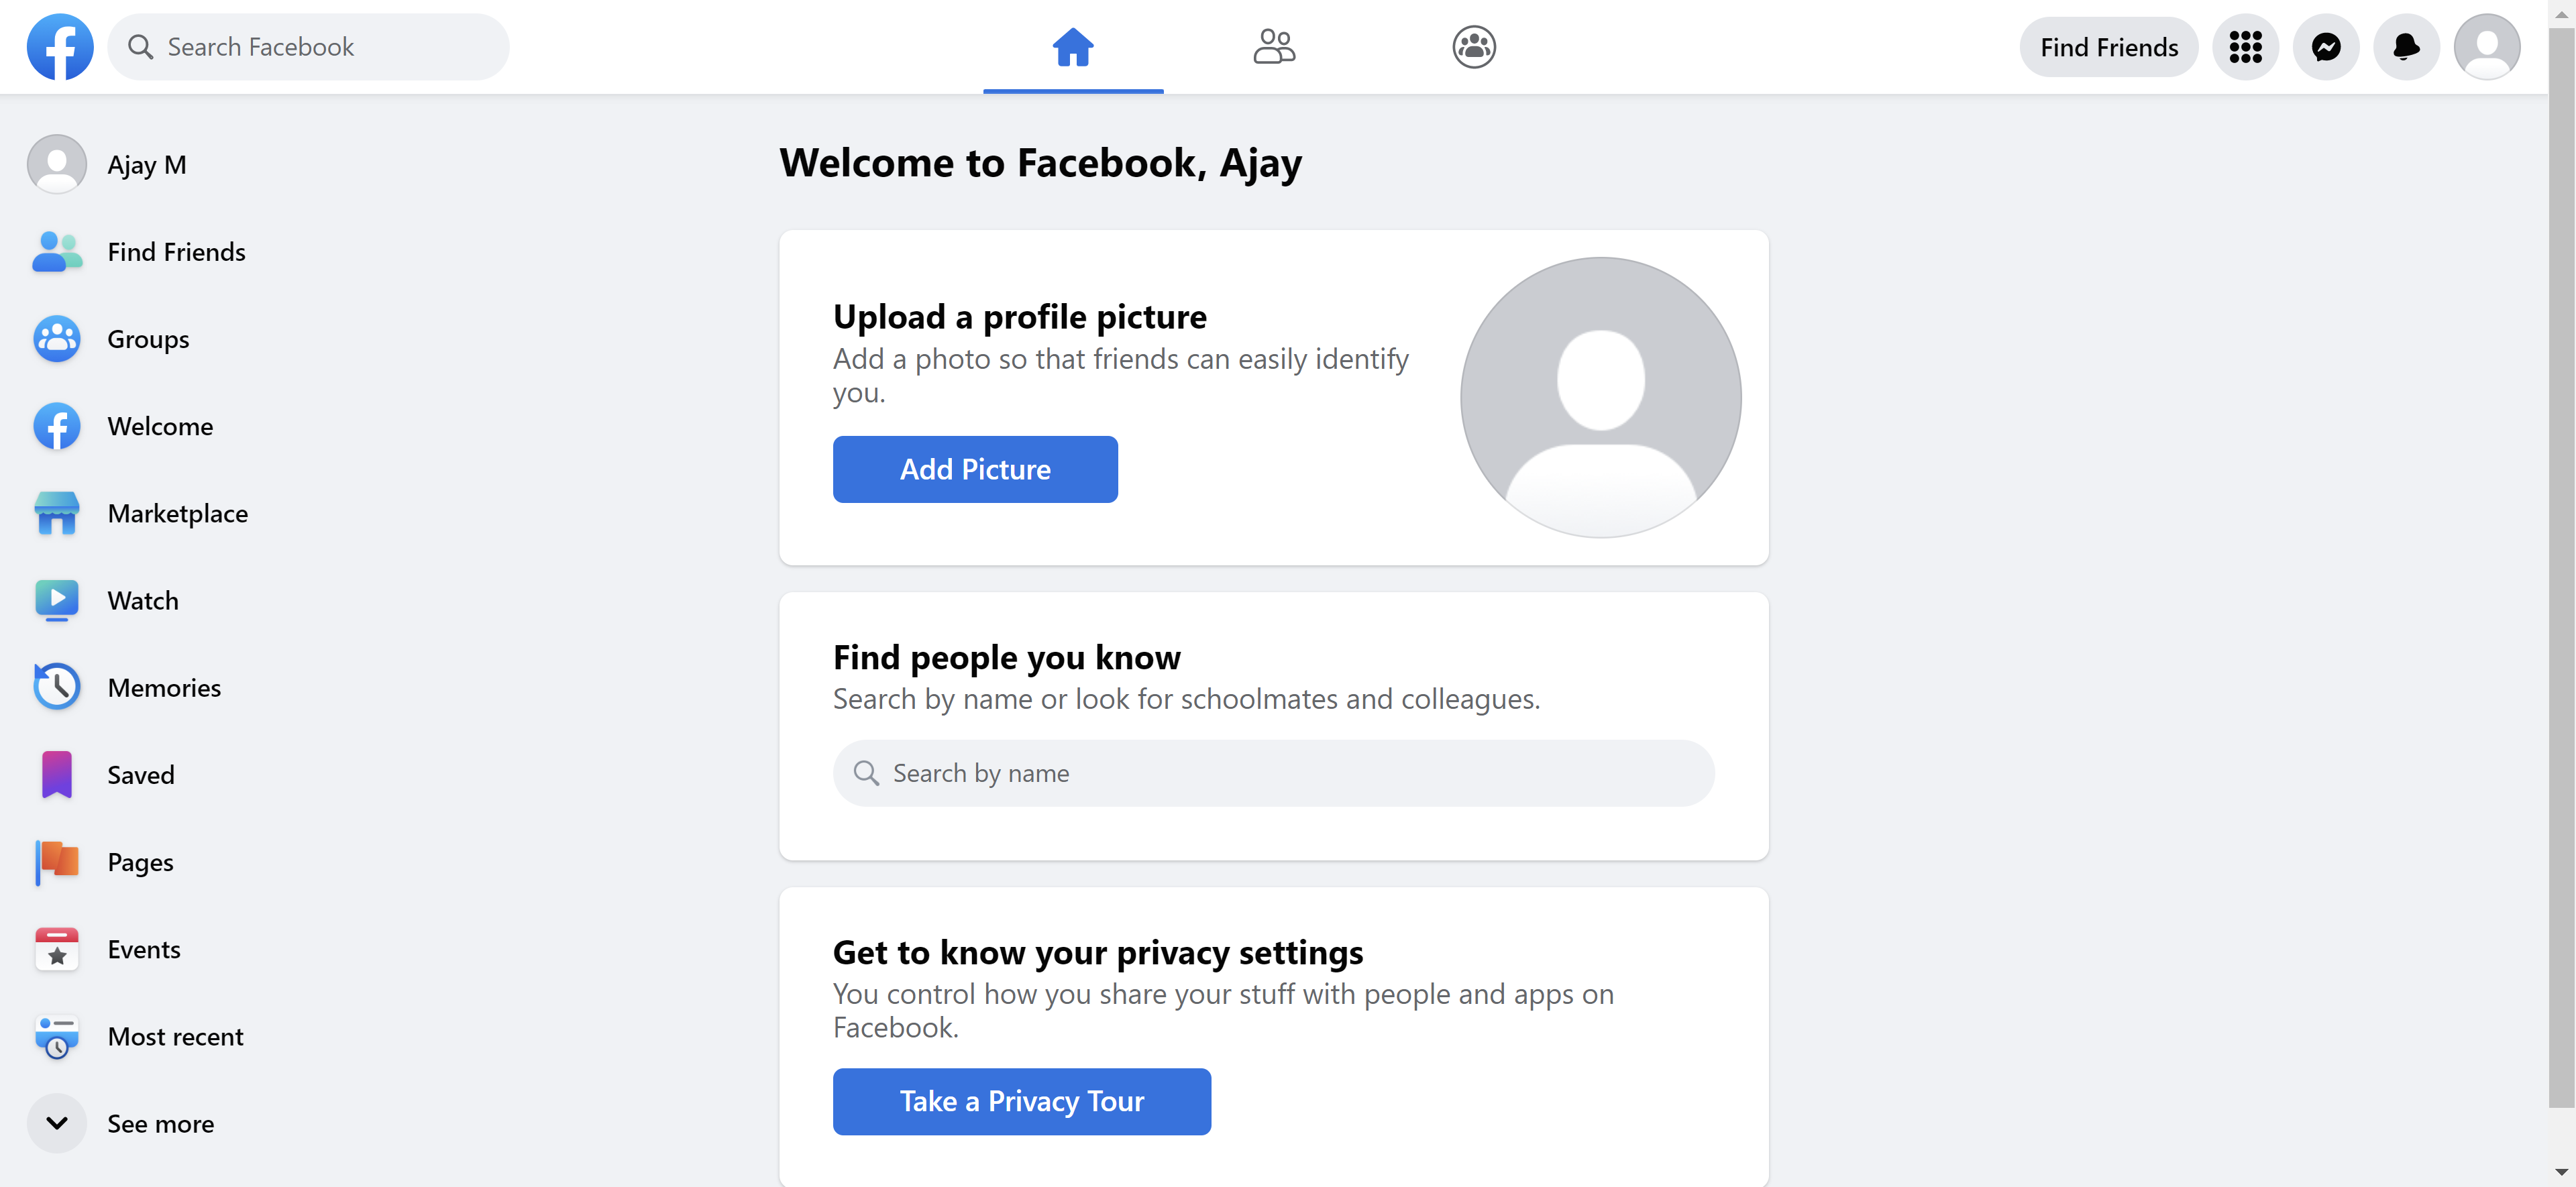 Search Facebook
Find Friends
Ajay M
Find Friends
Groups
Welcome
Marketplace
Watch
Memories
Saved
Pages
Events
Most recent
See more
Welcome to Facebook, Ajay
Upload a profile picture
Add a photo so that friends can easily identify
you.
Add Picture
Find people you know
Search by name or look for schoolmates and colleagues.
Search by name
Get to know your privacy settings
You control how you share your stuff with people and apps on
Facebook.
Take a Privacy Tour